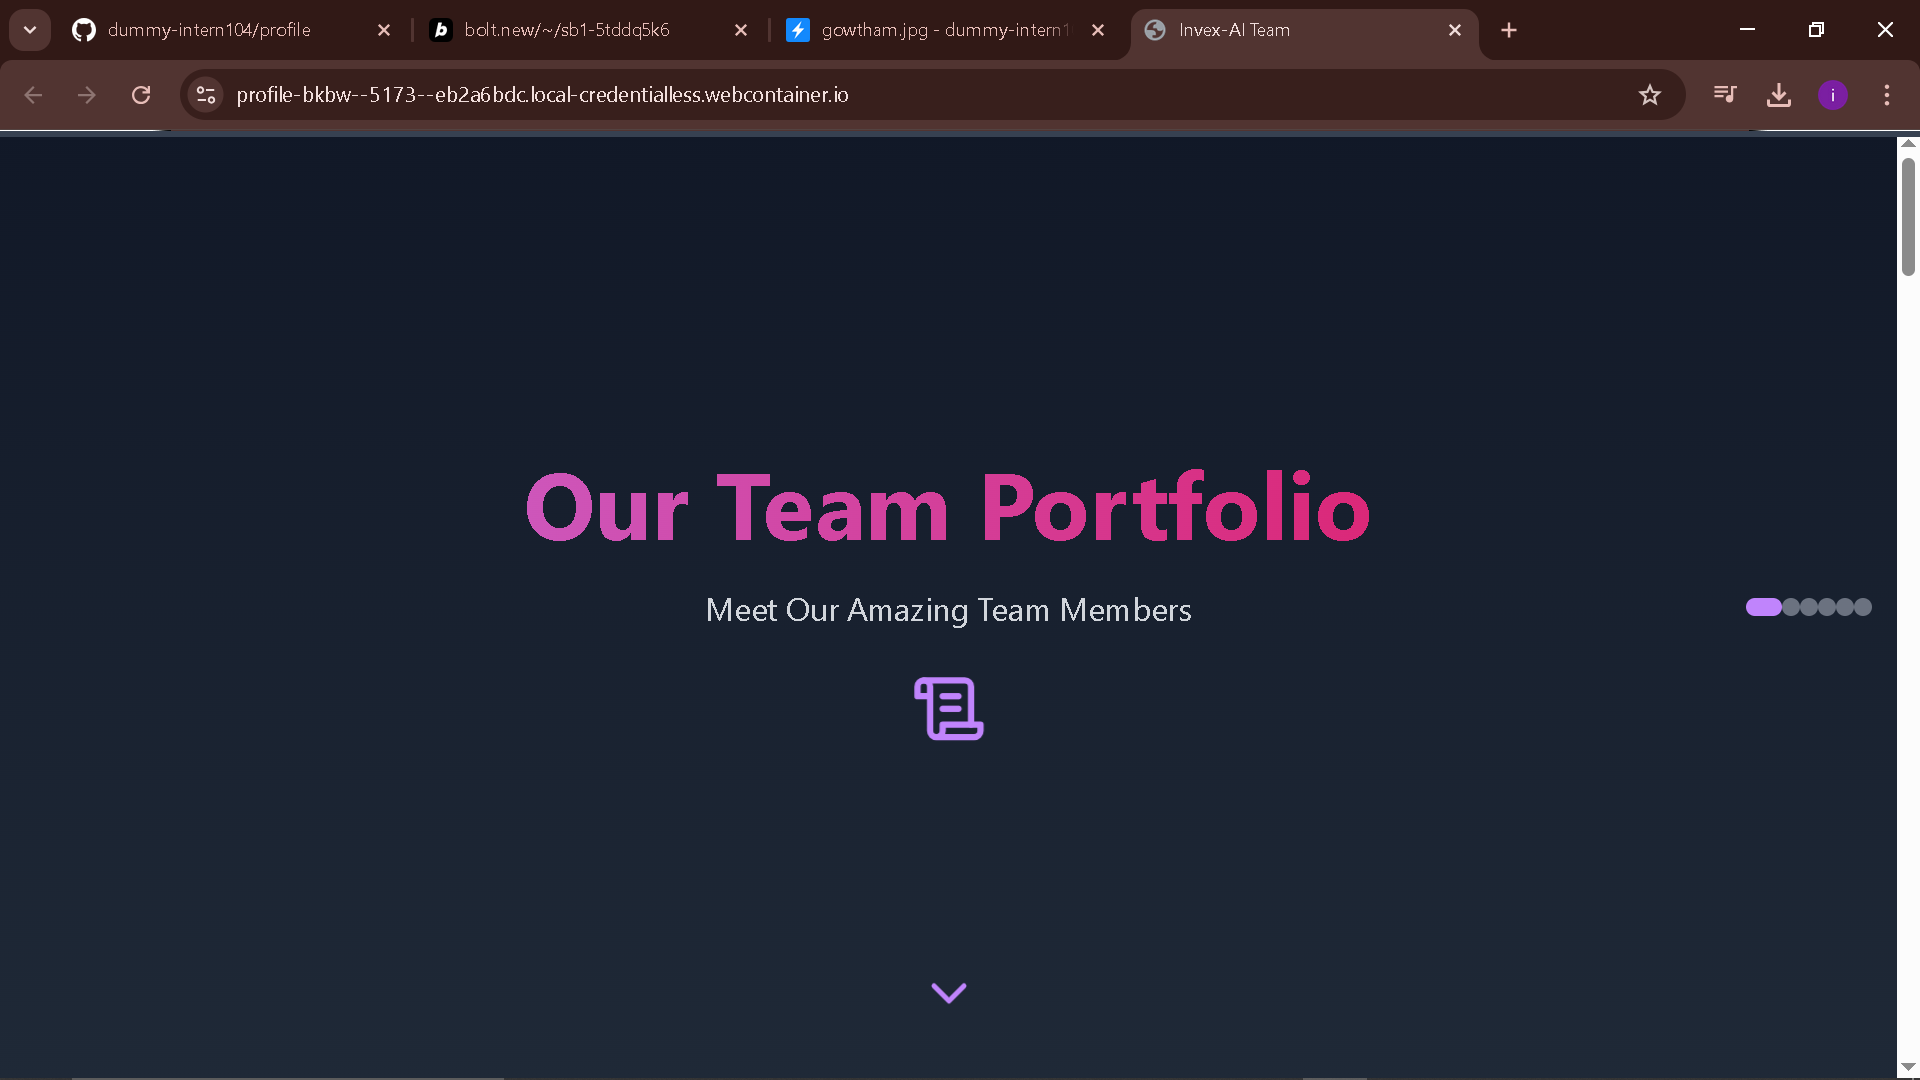 dummy-intern104/profile
bolt.new/~/sb1-5tddq5k6
gowtham.jpg - dummy-intern1
Invex-AI Team
profile-bkbw--5173--eb2a6bdc.local-credentialless.webcontainer.io
i
Our Team Portfolio
Meet Our Amazing Team Members